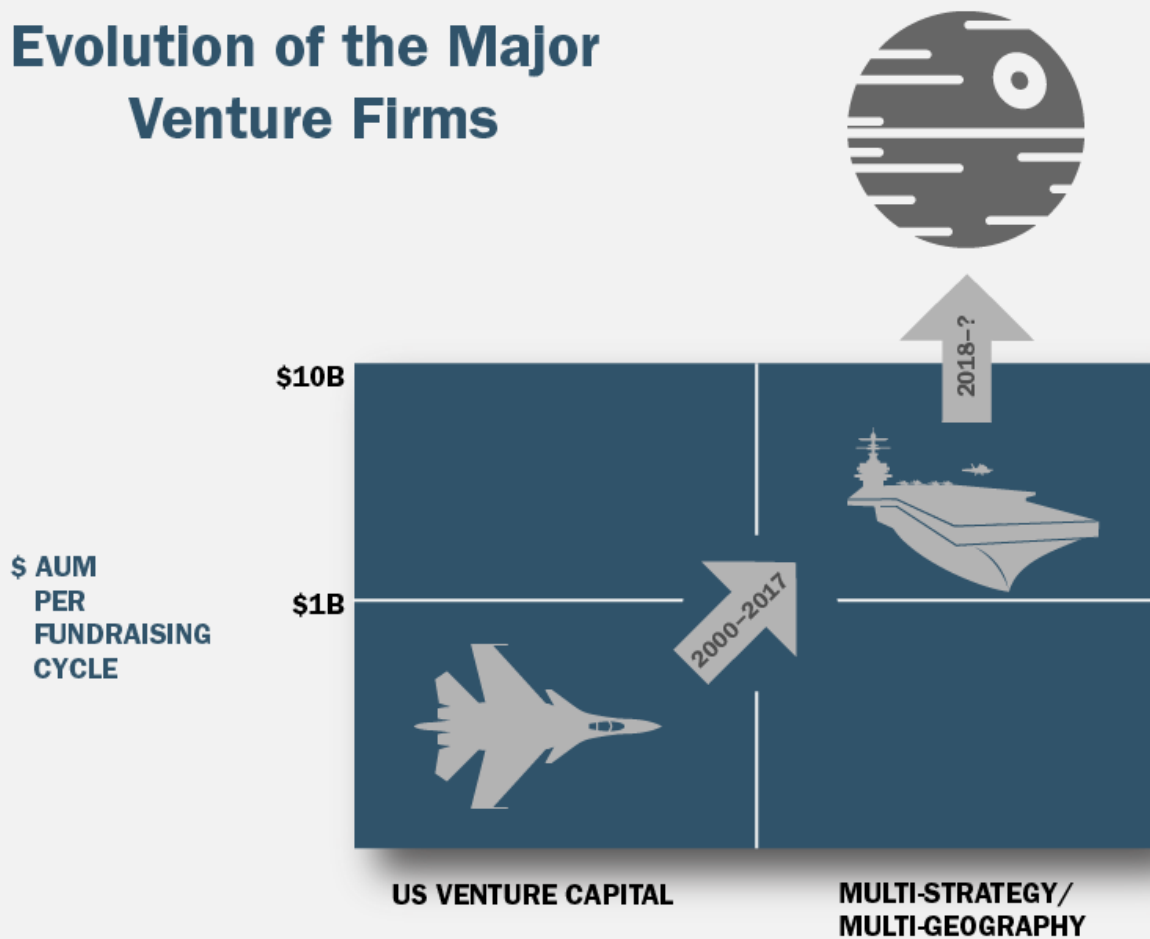 Evolution of the Major
Venture Firms
2018–?
$10B
$ AUM
PER
FUNDRAISING
CYCLE
$1B
2000–2017
US VENTURE CAPITAL
MULTI-STRATEGY/
MULTI-GEOGRAPHY